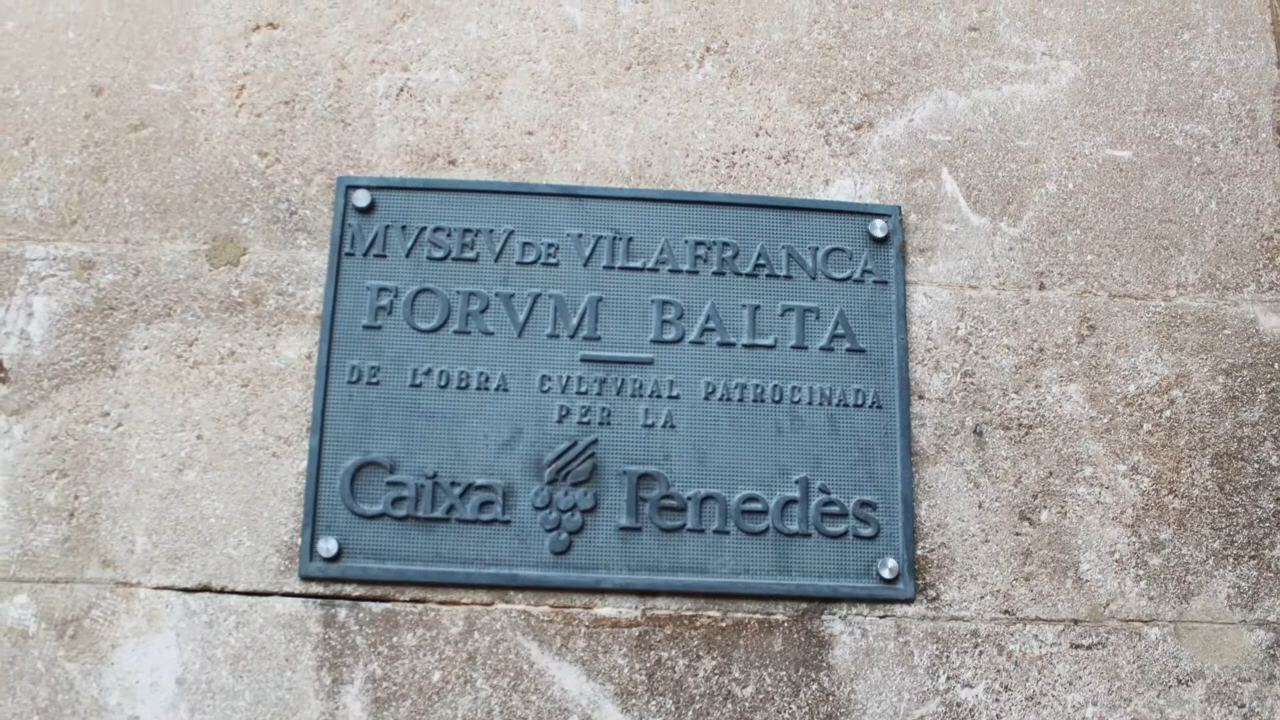 MVSEV DE VILAFRANCA
FORVM BALTA
DE L'OBRA CVLTVRAL PATROCINADA
PER LA
Caixa Penedès